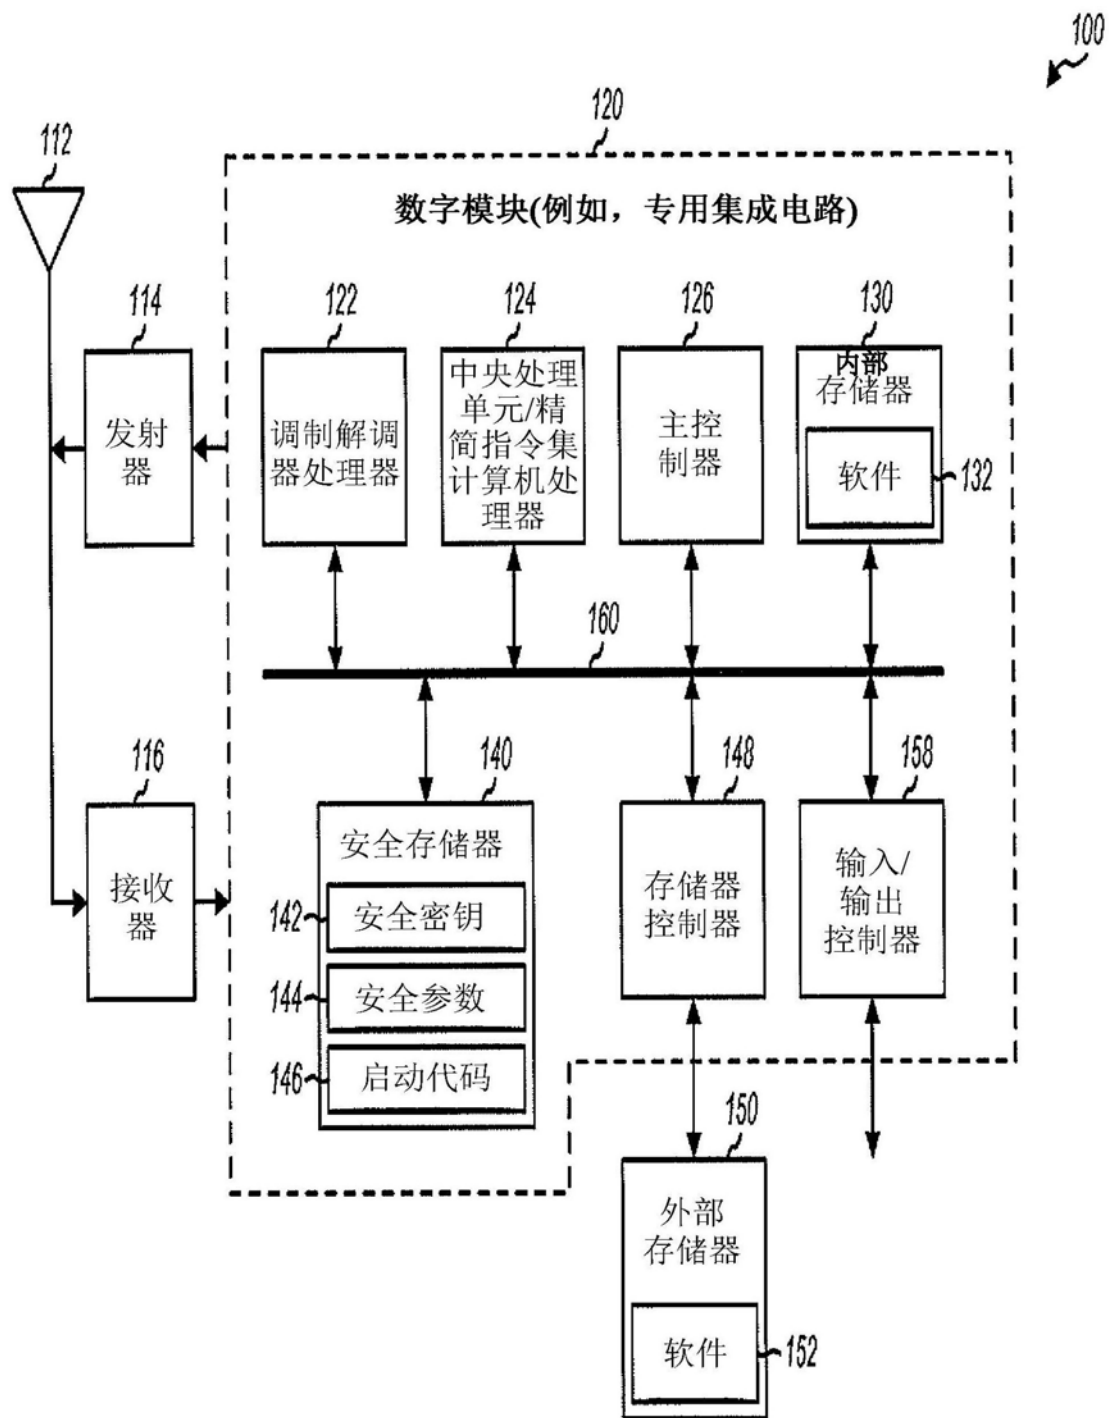 100
120
112
数字模块(例如，专用集成电路)
114
122
124
126
130
发射
器
调制解调
器处理器
中央处理
单元/精
简指令集
计算机处
理器
主控
制器
内部
存储器
软件
132
160
116
140
148
158
接收
器
安全存储器
142
安全密钥
144
安全参数
146
启动代码
存储器
控制器
输入/
输出
控制器
150
外部
存储器
软件
152